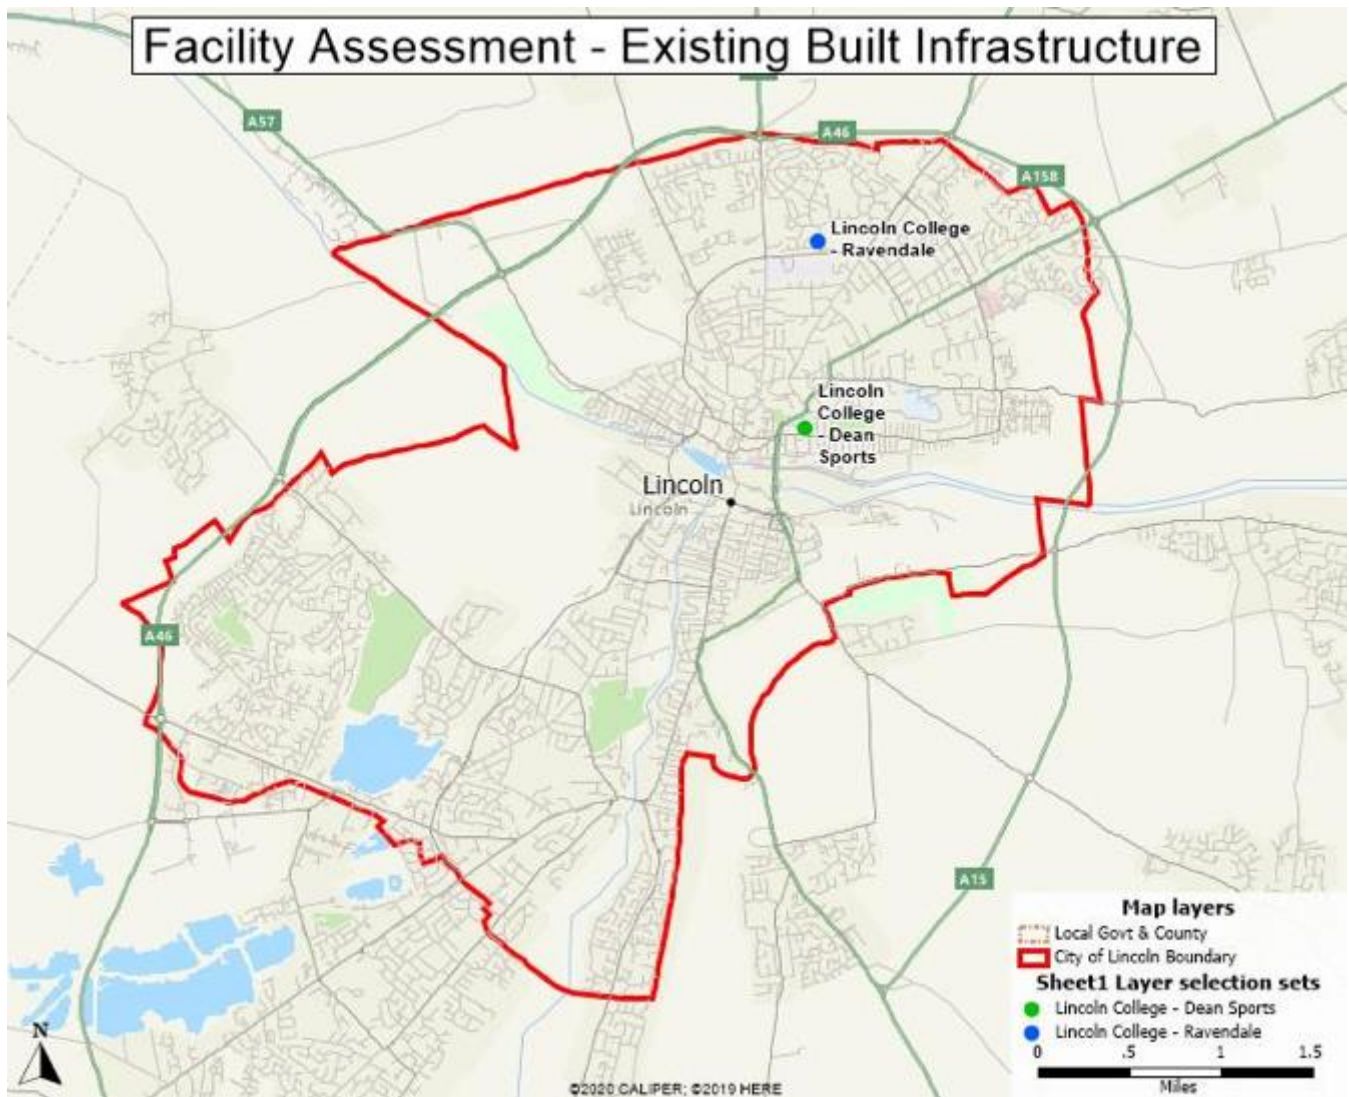 Facility Assessment - Existing Built Infrastructure
A57
A46
A158
Lincoln College
- Ravendale
Lincoln
College
- Dean
Sports
Lincoln
Lincoln
A46
A15
Map layers
Local Govt & County
City of Lincoln Boundary
Sheet1 Layer selection sets
Lincoln College - Dean Sports
Lincoln College - Ravendale
0 .5 1 1.5
Miles
N
©2020 CALIPER; ©2019 HERE